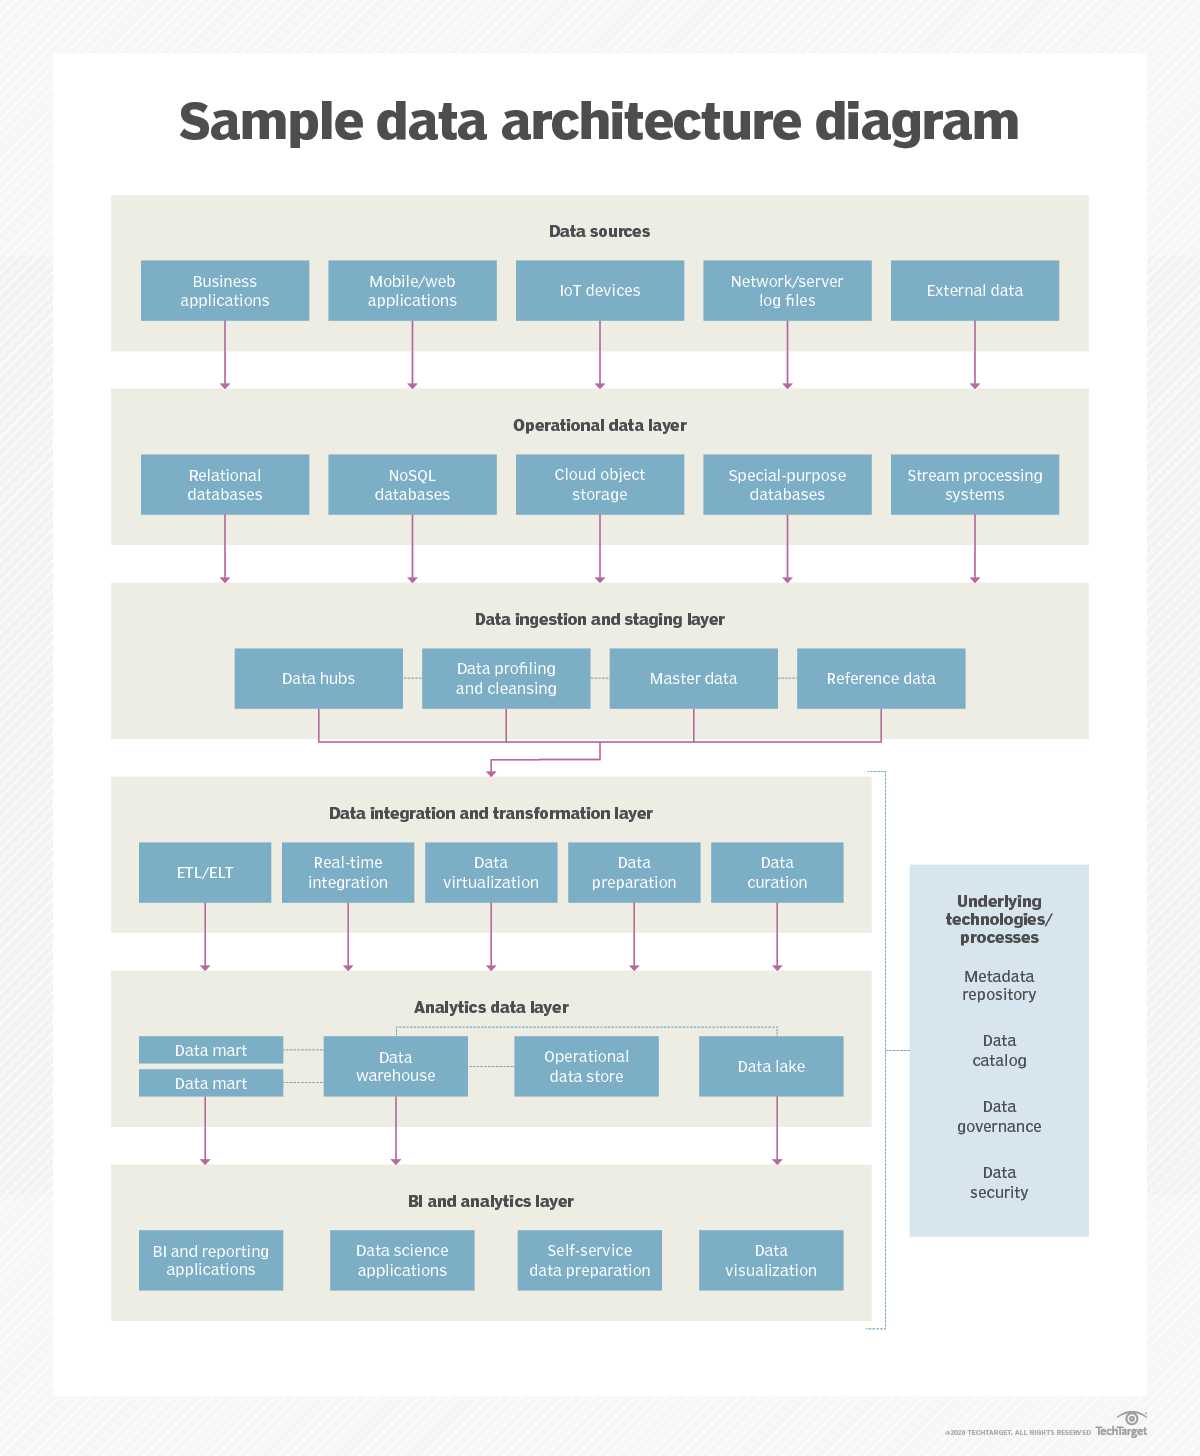 Sample data architecture diagram
Data sources
Business
applications
Mobile/web
applications
IoT devices
Network/server
log files
External data
Operational data layer
Relational
databases
NoSQL
databases
Cloud object
storage
Special-purpose
databases
Stream processing
systems
Data ingestion and staging layer
Data hubs
Data profiling
and cleansing
Master data
Reference data
Data integration and transformation layer
ETL/ELT
Real-time
integration
Data
virtualization
Data
preparation
Data
curation
Analytics data layer
Data mart
Data mart
Data
warehouse
Operational
data store
Data lake
BI and analytics layer
BI and reporting
applications
Data science
applications
Self-service
data preparation
Data
visualization
Underlying
technologies/
processes
Metadata
repository
Data
catalog
Data
governance
Data
security
©2020 TECHTARGET. ALL RIGHTS RESERVED
TechTarget